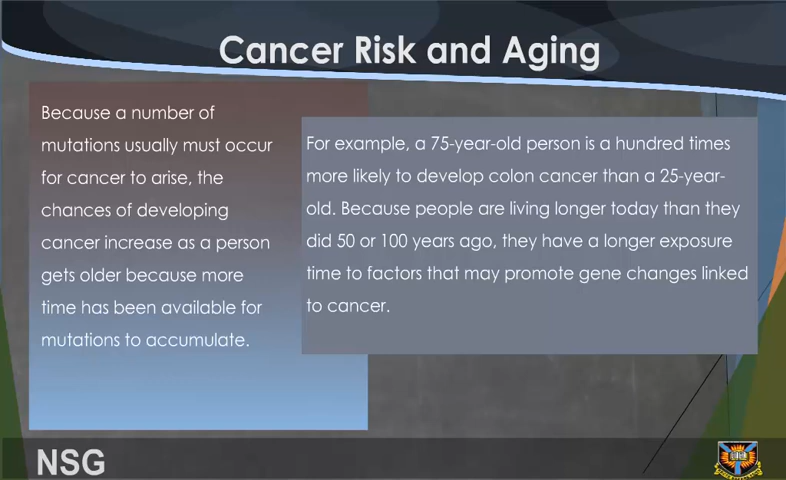 Cancer Risk and Aging
Because a number of
mutations usually must occur
for cancer to arise, the
chances of developing
cancer increase as a person
gets older because more
time has been available for
mutations to accumulate.
For example, a 75-year-old person is a hundred times
more likely to develop colon cancer than a 25-year-
old. Because people are living longer today than they
did 50 or 100 years ago, they have a longer exposure
time to factors that may promote gene changes linked
to cancer.
NSG